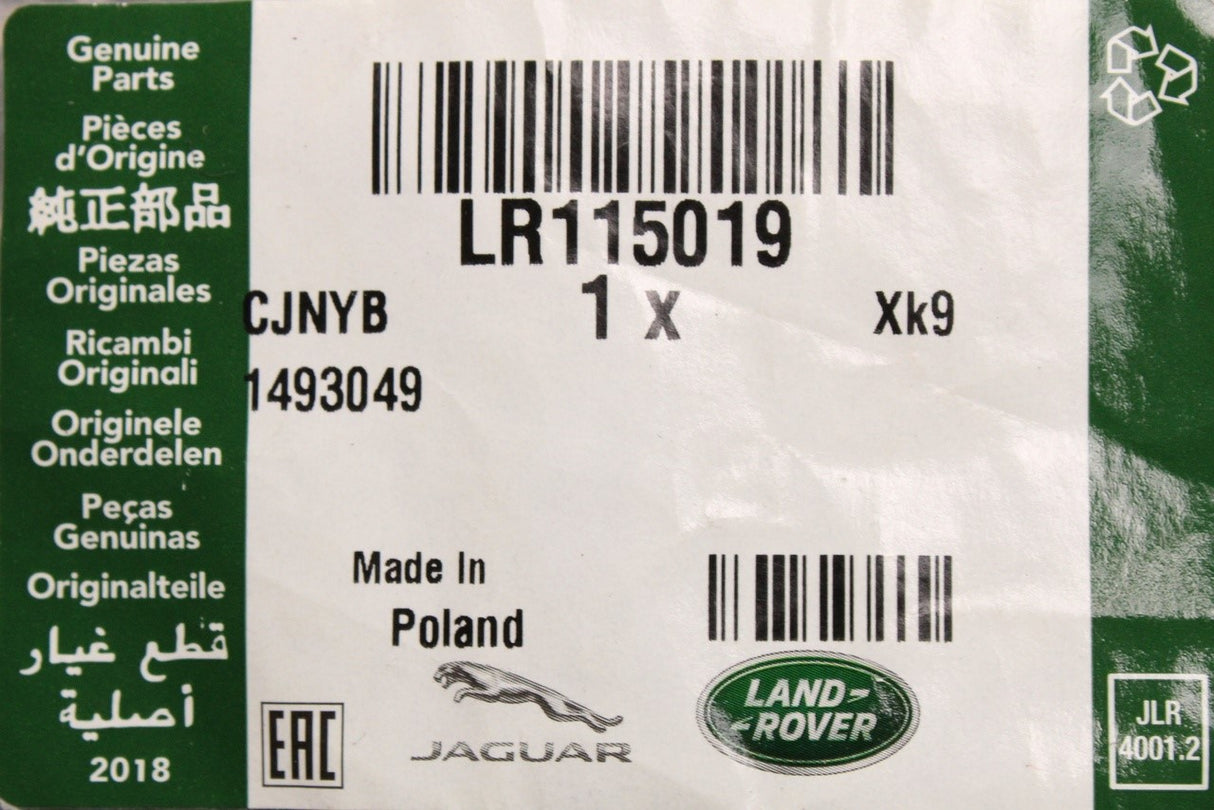 Genuine
Parts
Pièces
d'Origine
純正部品
Piezas
Originales
Ricambi
Originali
Originele
Onderdelen
Peças
Genuinas
Originalteile
قطع غيار
أصلية
2018
LR115019
CJNYB 1 x Xk9
1493049
Made In
Poland
EAC
JAGUAR
LAND-
-ROVER
JLR
4001.2